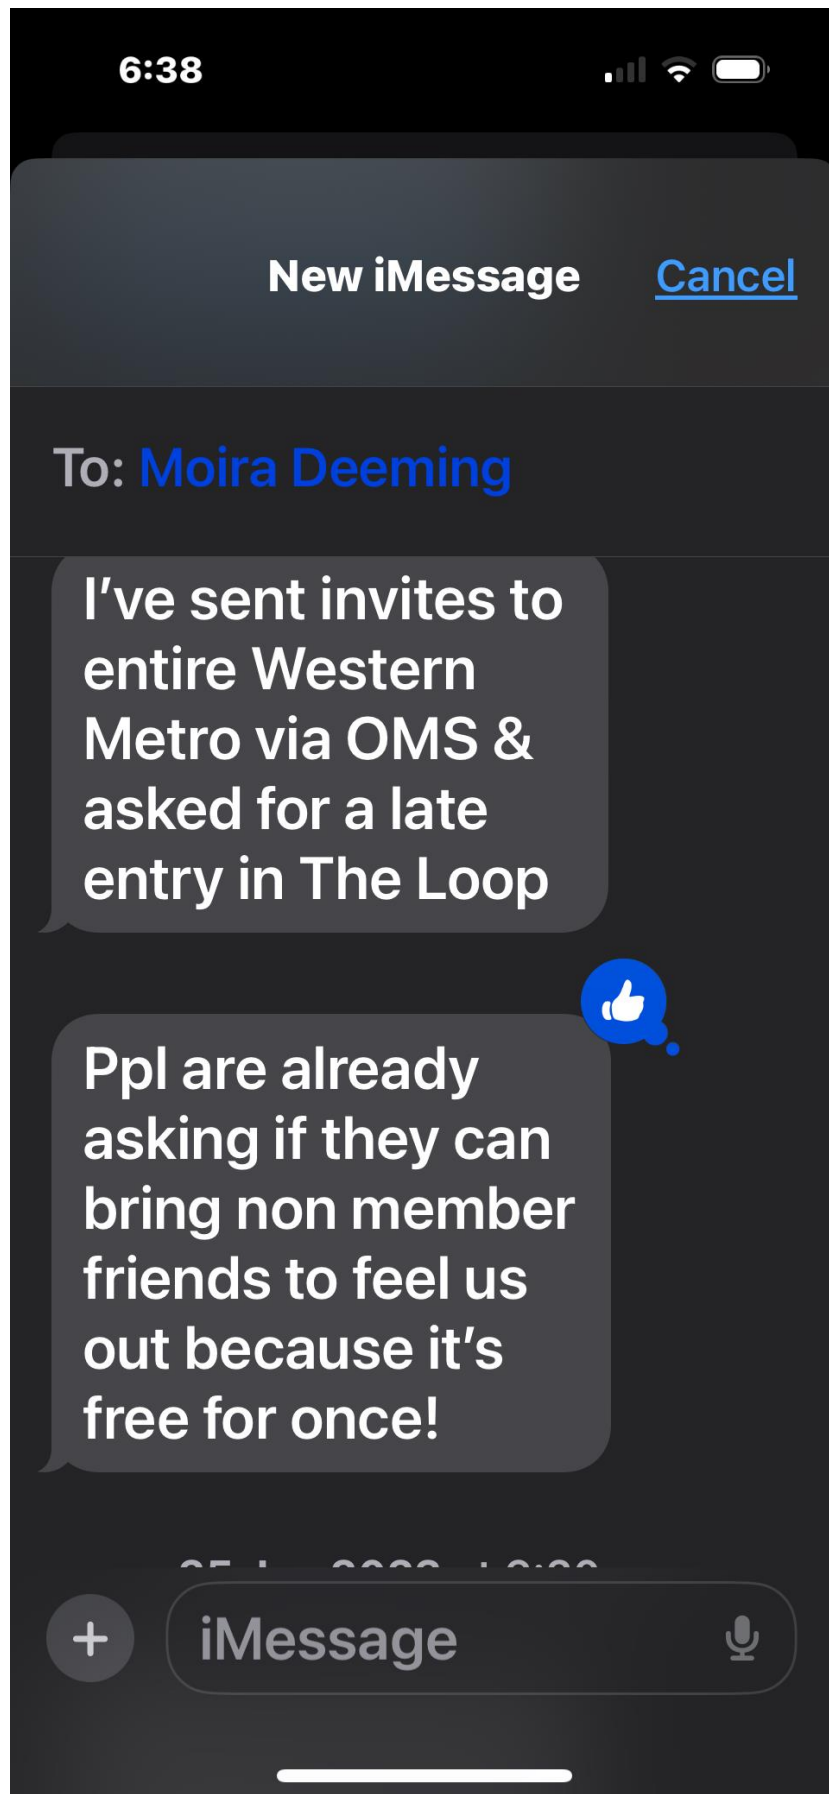 6:38
New iMessage Cancel
To: Moira Deeming
I've sent invites to
entire Western
Metro via OMS &
asked for a late
entry in The Loop
Ppl are already
asking if they can
bring non member
friends to feel us
out because it's
free for once!
iMessage